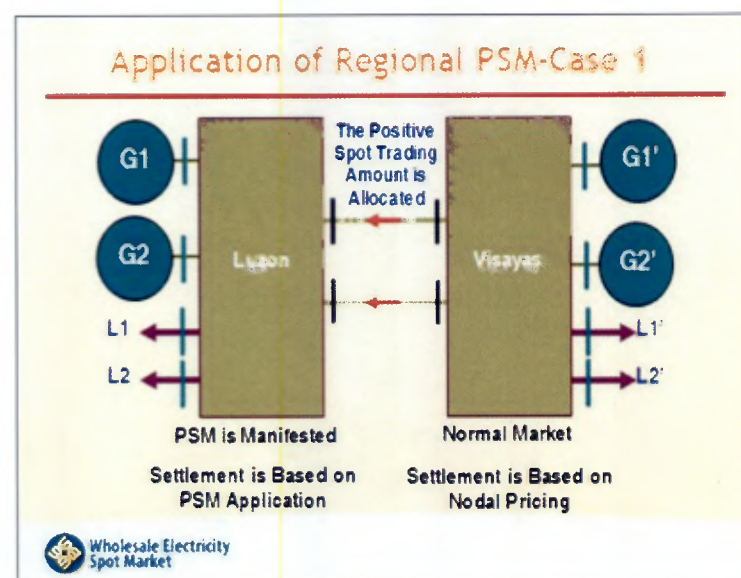 Application of Regional PSM-Case 1
G1
G2
L1
L2
Luzon
The Positive
Spot Trading
Amount is
Allocated
Visayas
G1'
G2'
L1'
L2'
PSM is Manifested
Settlement is Based on
PSM Application
Normal Market
Settlement is Based on
Nodal Pricing
Wholesale Electricity
Spot Market